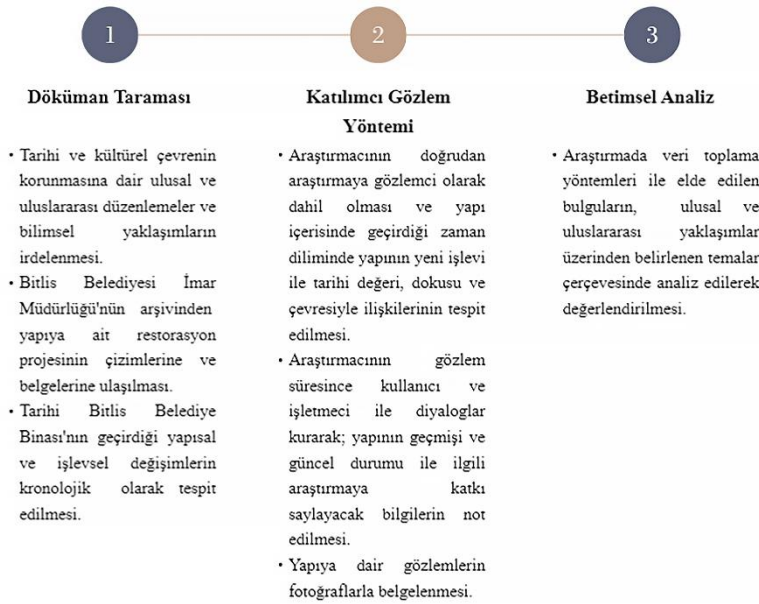 1
2
3
Döküman Taraması
• Tarihi ve kültürel çevrenin
korunmasına dair ulusal ve
uluslararası düzenlemeler ve
bilimsel yaklaşımların
irdelenmesi.
• Bitlis Belediyesi İmar
Müdürlüğü'nün arşivinden
yapıya ait restorasyon
projesinin çizimlerine ve
belgelerine ulaşılması.
• Tarihi Bitlis Belediye
Binası'nın geçirdiği yapısal
ve işlevsel değişimlerin
kronolojik olarak tespit
edilmesi.
Katılımcı Gözlem
Yöntemi
• Araştırmacının doğrudan
araştırmaya gözlemci olarak
dahil olması ve yapı
içerisinde geçirdiği zaman
diliminde yapının yeni işlevi
ile tarihi değeri, dokusu ve
çevresiyle ilişkilerinin tespit
edilmesi.
• Araştırmacının gözlem
süresince kullanıcı ve
işletmeci ile diyaloglar
kurarak; yapının geçmişi ve
güncel durumu ile ilgili
araştırmaya katkı
saylayacak bilgilerin not
edilmesi.
• Yapıya dair gözlemlerin
fotoğraflarla belgelenmesi.
Betimsel Analiz
• Araştırmada veri toplama
yöntemleri ile elde edilen
bulguların, ulusal ve
uluslararası yaklaşımlar
üzerinden belirlenen temalar
çerçevesinde analiz edilerek
değerlendirilmesi.